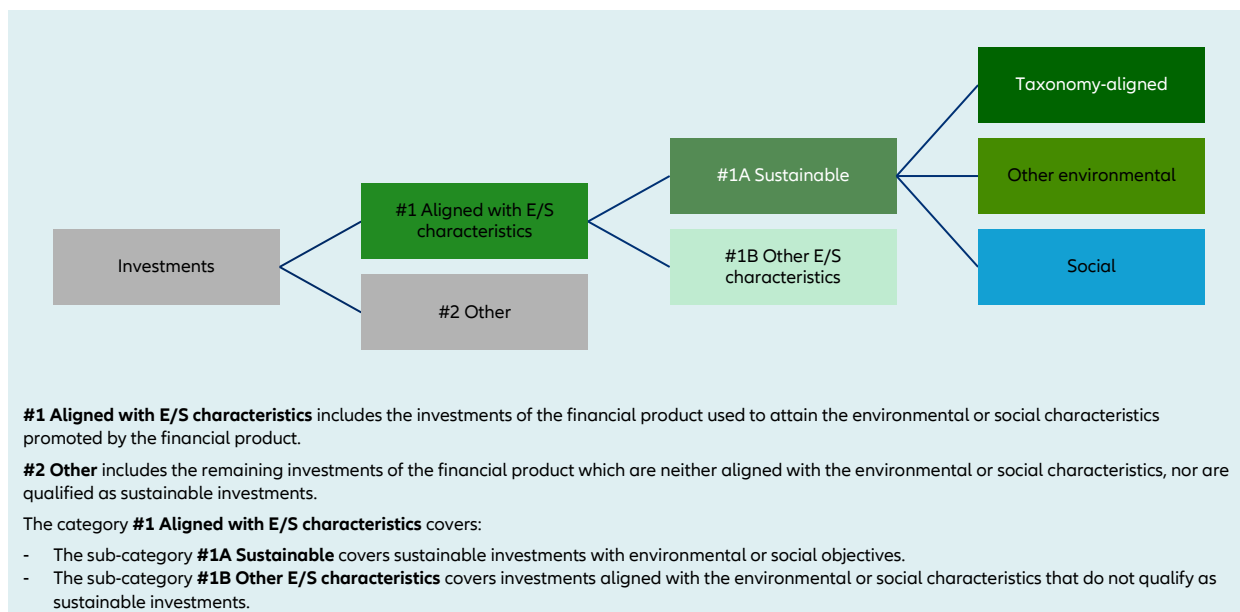 Taxonomy-aligned
#1A Sustainable
Other environmental
#1 Aligned with E/S
characteristics
Investments
#1B Other E/S
characteristics
Social
#2 Other
#1 Aligned with E/S characteristics includes the investments of the financial product used to attain the environmental or social characteristics
promoted by the financial product.
#2 Other includes the remaining investments of the financial product which are neither aligned with the environmental or social characteristics, nor are
qualified as sustainable investments.
The category #1 Aligned with E/S characteristics covers:
- The sub-category #1A Sustainable covers sustainable investments with environmental or social objectives.
- The sub-category #1B Other E/S characteristics covers investments aligned with the environmental or social characteristics that do not qualify as
sustainable investments.